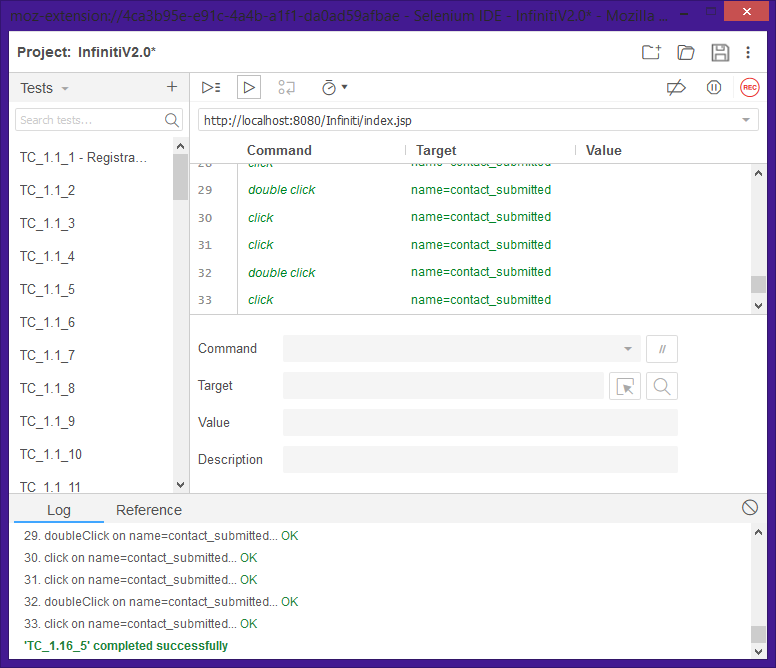 moz-extension://4ca3b95e-e91c-4a4b-a1f1-da0ad59afbae - Selenium IDE - InfinitiV2.0* - Mozilla ...
Project: InfinitiV2.0*
Tests
REC
Search tests...
http://localhost:8080/Infiniti/index.jsp
Command Target Value
28 click name=contact_submitted
29 double click name=contact_submitted
30 click name=contact_submitted
31 click name=contact_submitted
32 double click name=contact_submitted
33 click name=contact_submitted
TC_1.1_1 - Registra...
TC_1.1_2
TC_1.1_3
TC_1.1_4
TC_1.1_5
TC_1.1_6
TC_1.1_7
TC_1.1_8
TC_1.1_9
TC_1.1_10
TC_1.1_11
Command
//
Target
Value
Description
Log Reference
29. doubleClick on name=contact_submitted... OK
30. click on name=contact_submitted... OK
31. click on name=contact_submitted... OK
32. doubleClick on name=contact_submitted... OK
33. click on name=contact_submitted... OK
'TC_1.16_5' completed successfully